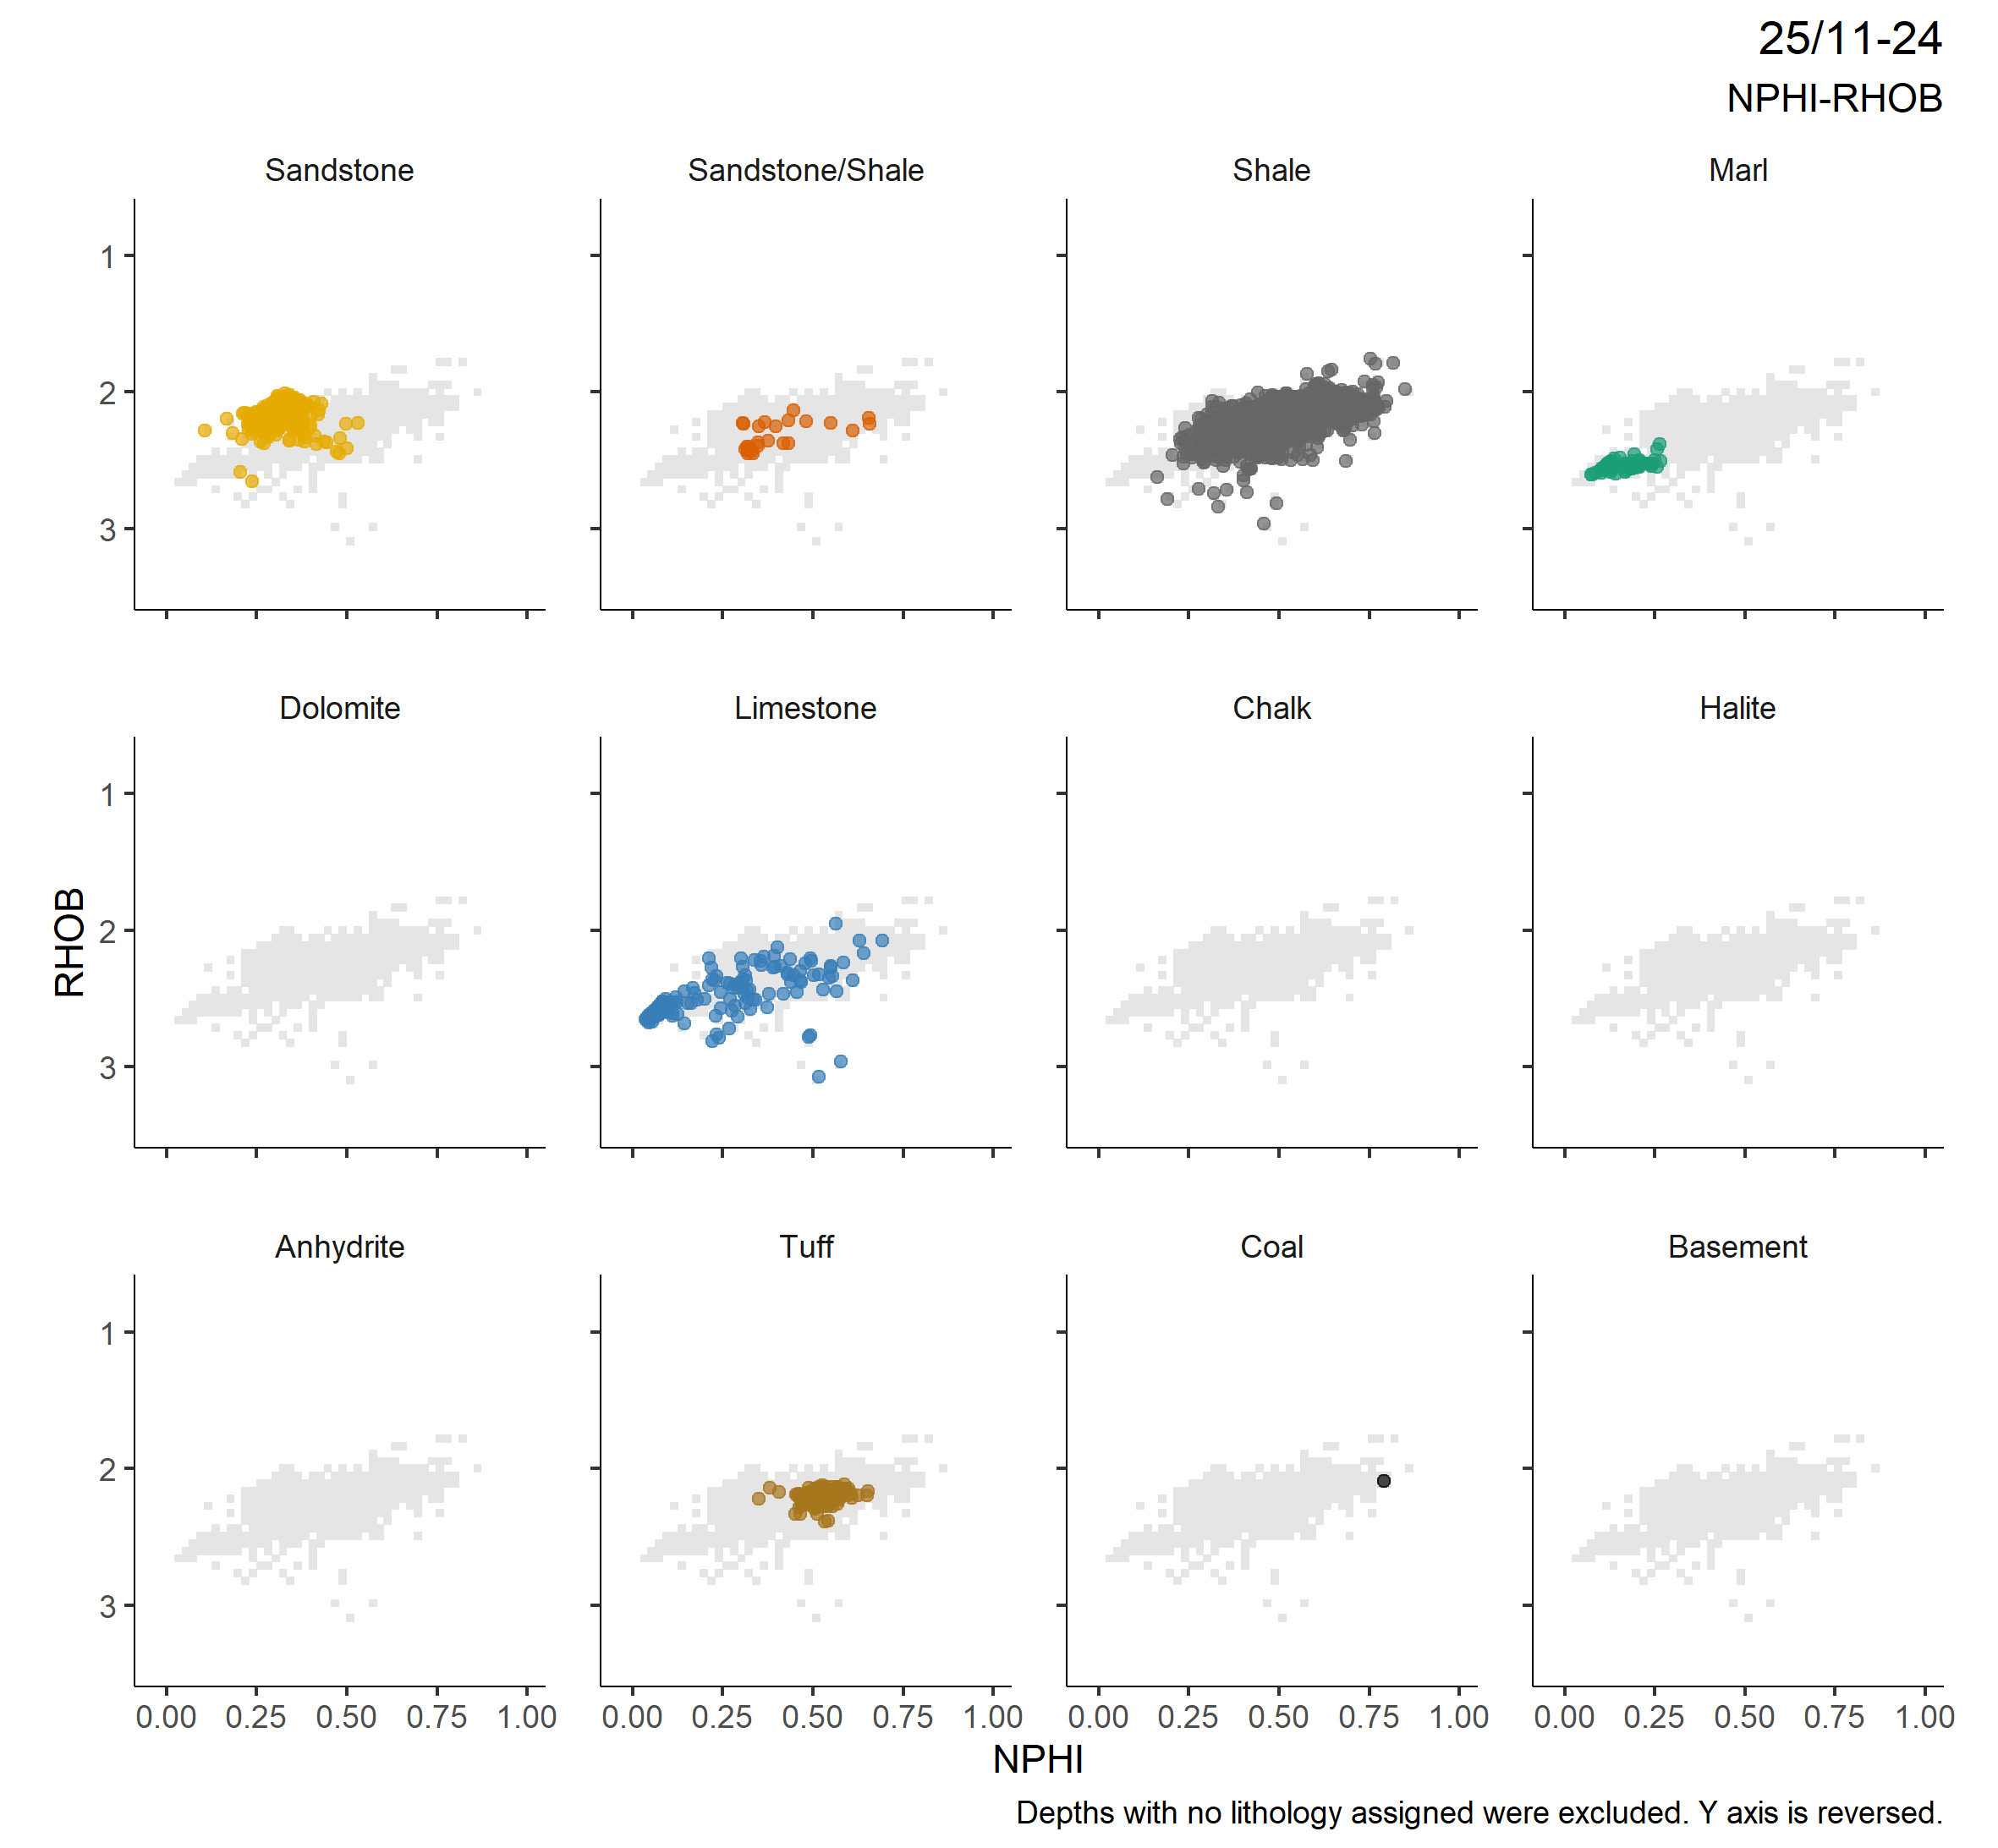 25/11-24
NPHI-RHOB
Sandstone
Sandstone/Shale
Shale
Marl
1
2
3
Dolomite
Limestone
Chalk
Halite
RHOB
1
2
3
Anhydrite
Tuff
Coal
Basement
1
2
3
0.00 0.25 0.50 0.75 1.00
0.00 0.25 0.50 0.75 1.00
0.00 0.25 0.50 0.75 1.00
0.00 0.25 0.50 0.75 1.00
NPHI
Depths with no lithology assigned were excluded. Y axis is reversed.